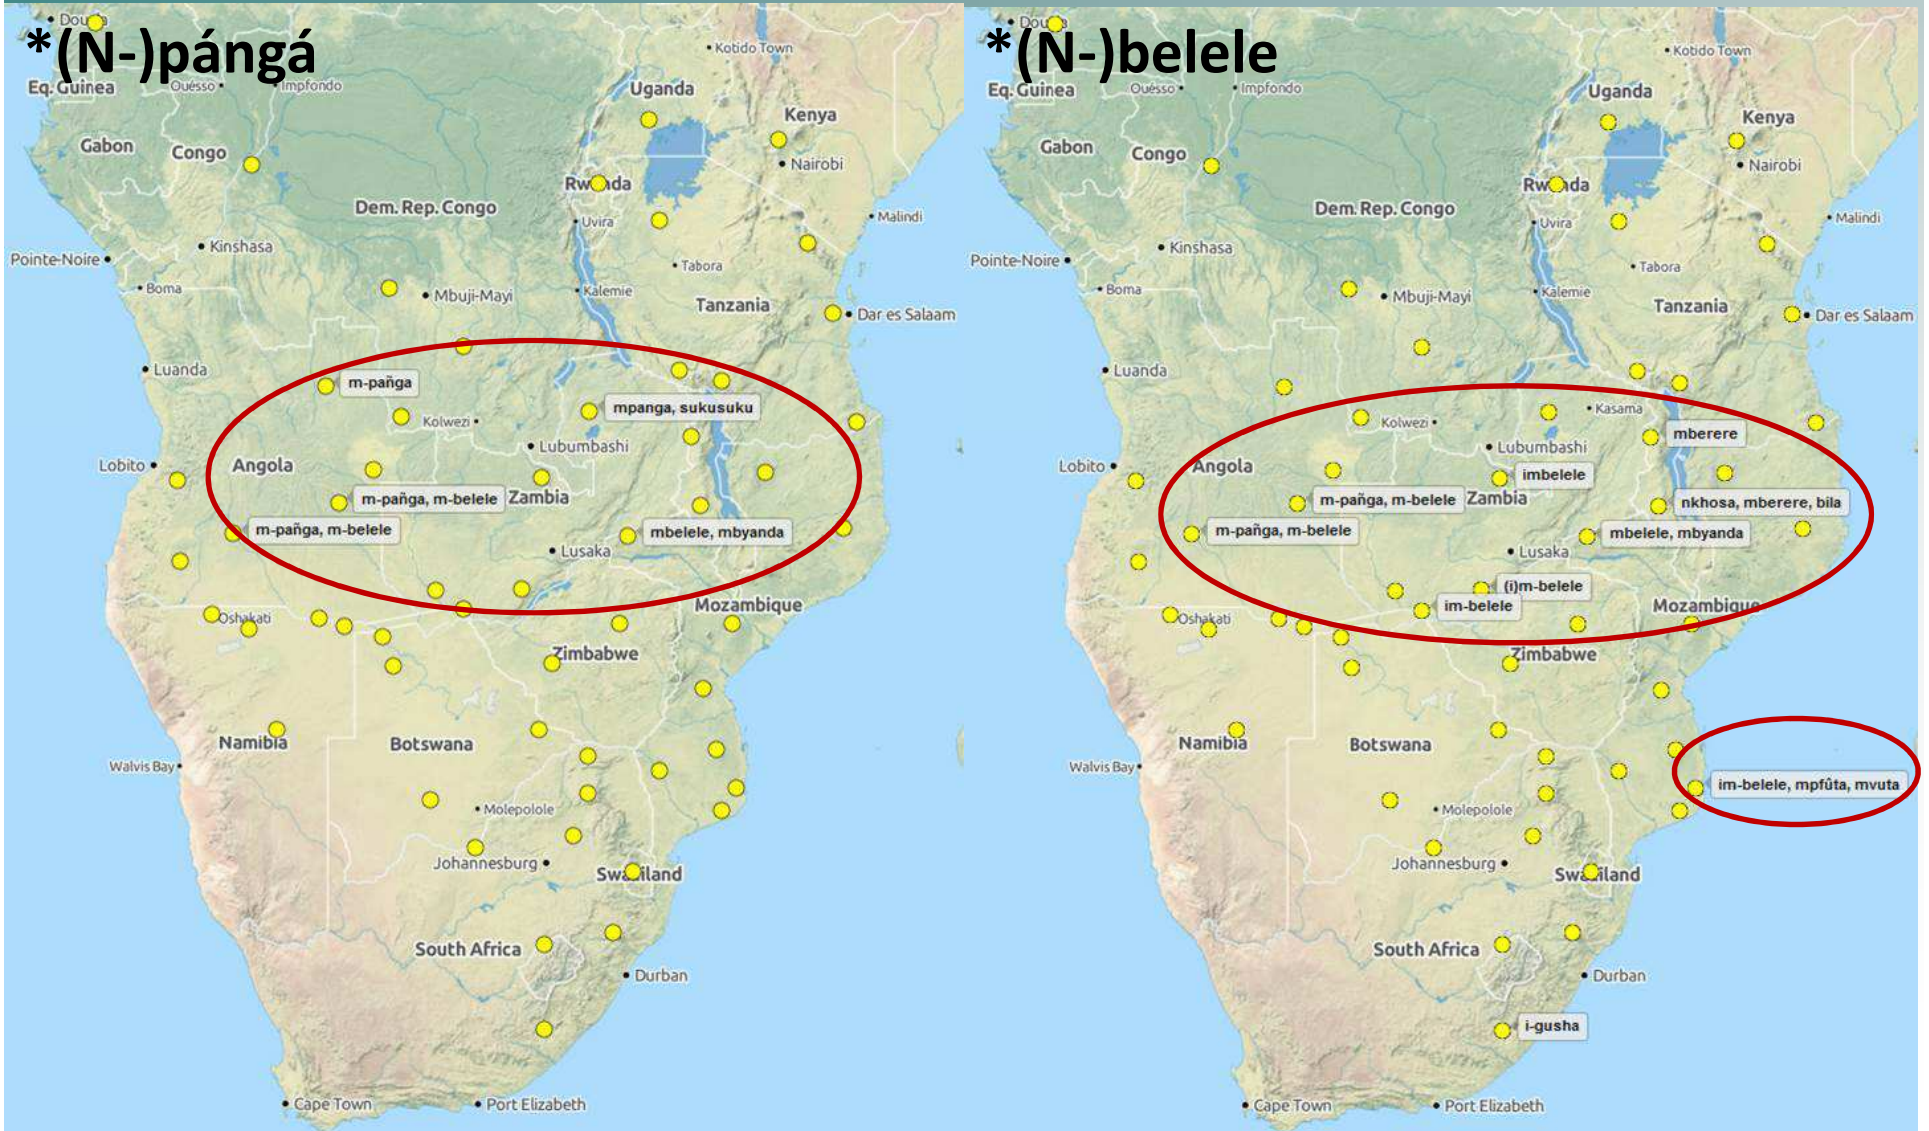 *(N-)pángá
Kotido Town
Eq. Guinea
Ouésso
Impfondo
Uganda
Kenya
Gabon
Congo
Nairobi
Dem. Rep. Congo
Uvira
Malindi
Kinshasa
Pointe-Noire
Tabora
Boma
Mbuji-Mayi
Kalemie
Tanzania
Dar es Salaam
Luanda
m-pañga
mpanga, sukusuku
Kolwezi
Lubumbashi
Lobito
Angola
m-pañga, m-belele
Zambia
m-pañga, m-belele
mbelele, mbyanda
Lusaka
Mozambique
Oshakati
Zimbabwe
Namibia
Botswana
Walvis Bay
Molepolole
Johannesburg
South Africa
Durban
Cape Town
Port Elizabeth
*(N-)belele
Kotido Town
Eq. Guinea
Ouésso
Impfondo
Uganda
Kenya
Gabon
Congo
Nairobi
Dem. Rep. Congo
Uvira
Malindi
Kinshasa
Pointe-Noire
Tabora
Boma
Mbuji-Mayi
Kalemie
Tanzania
Dar es Salaam
Luanda
Kasama
Kolwezi
mberere
Lubumbashi
Lobito
Angola
imbelele
m-pañga, m-belele
Zambia
nkhosa, mberere, bila
m-pañga, m-belele
mbelele, mbyanda
Lusaka
(i)m-belele
im-belele
Mozambique
Oshakati
Zimbabwe
Namibia
Botswana
Walvis Bay
im-belele, mpfûta, mvuta
Molepolole
Johannesburg
South Africa
Durban
i-gusha
Cape Town
Port Elizabeth